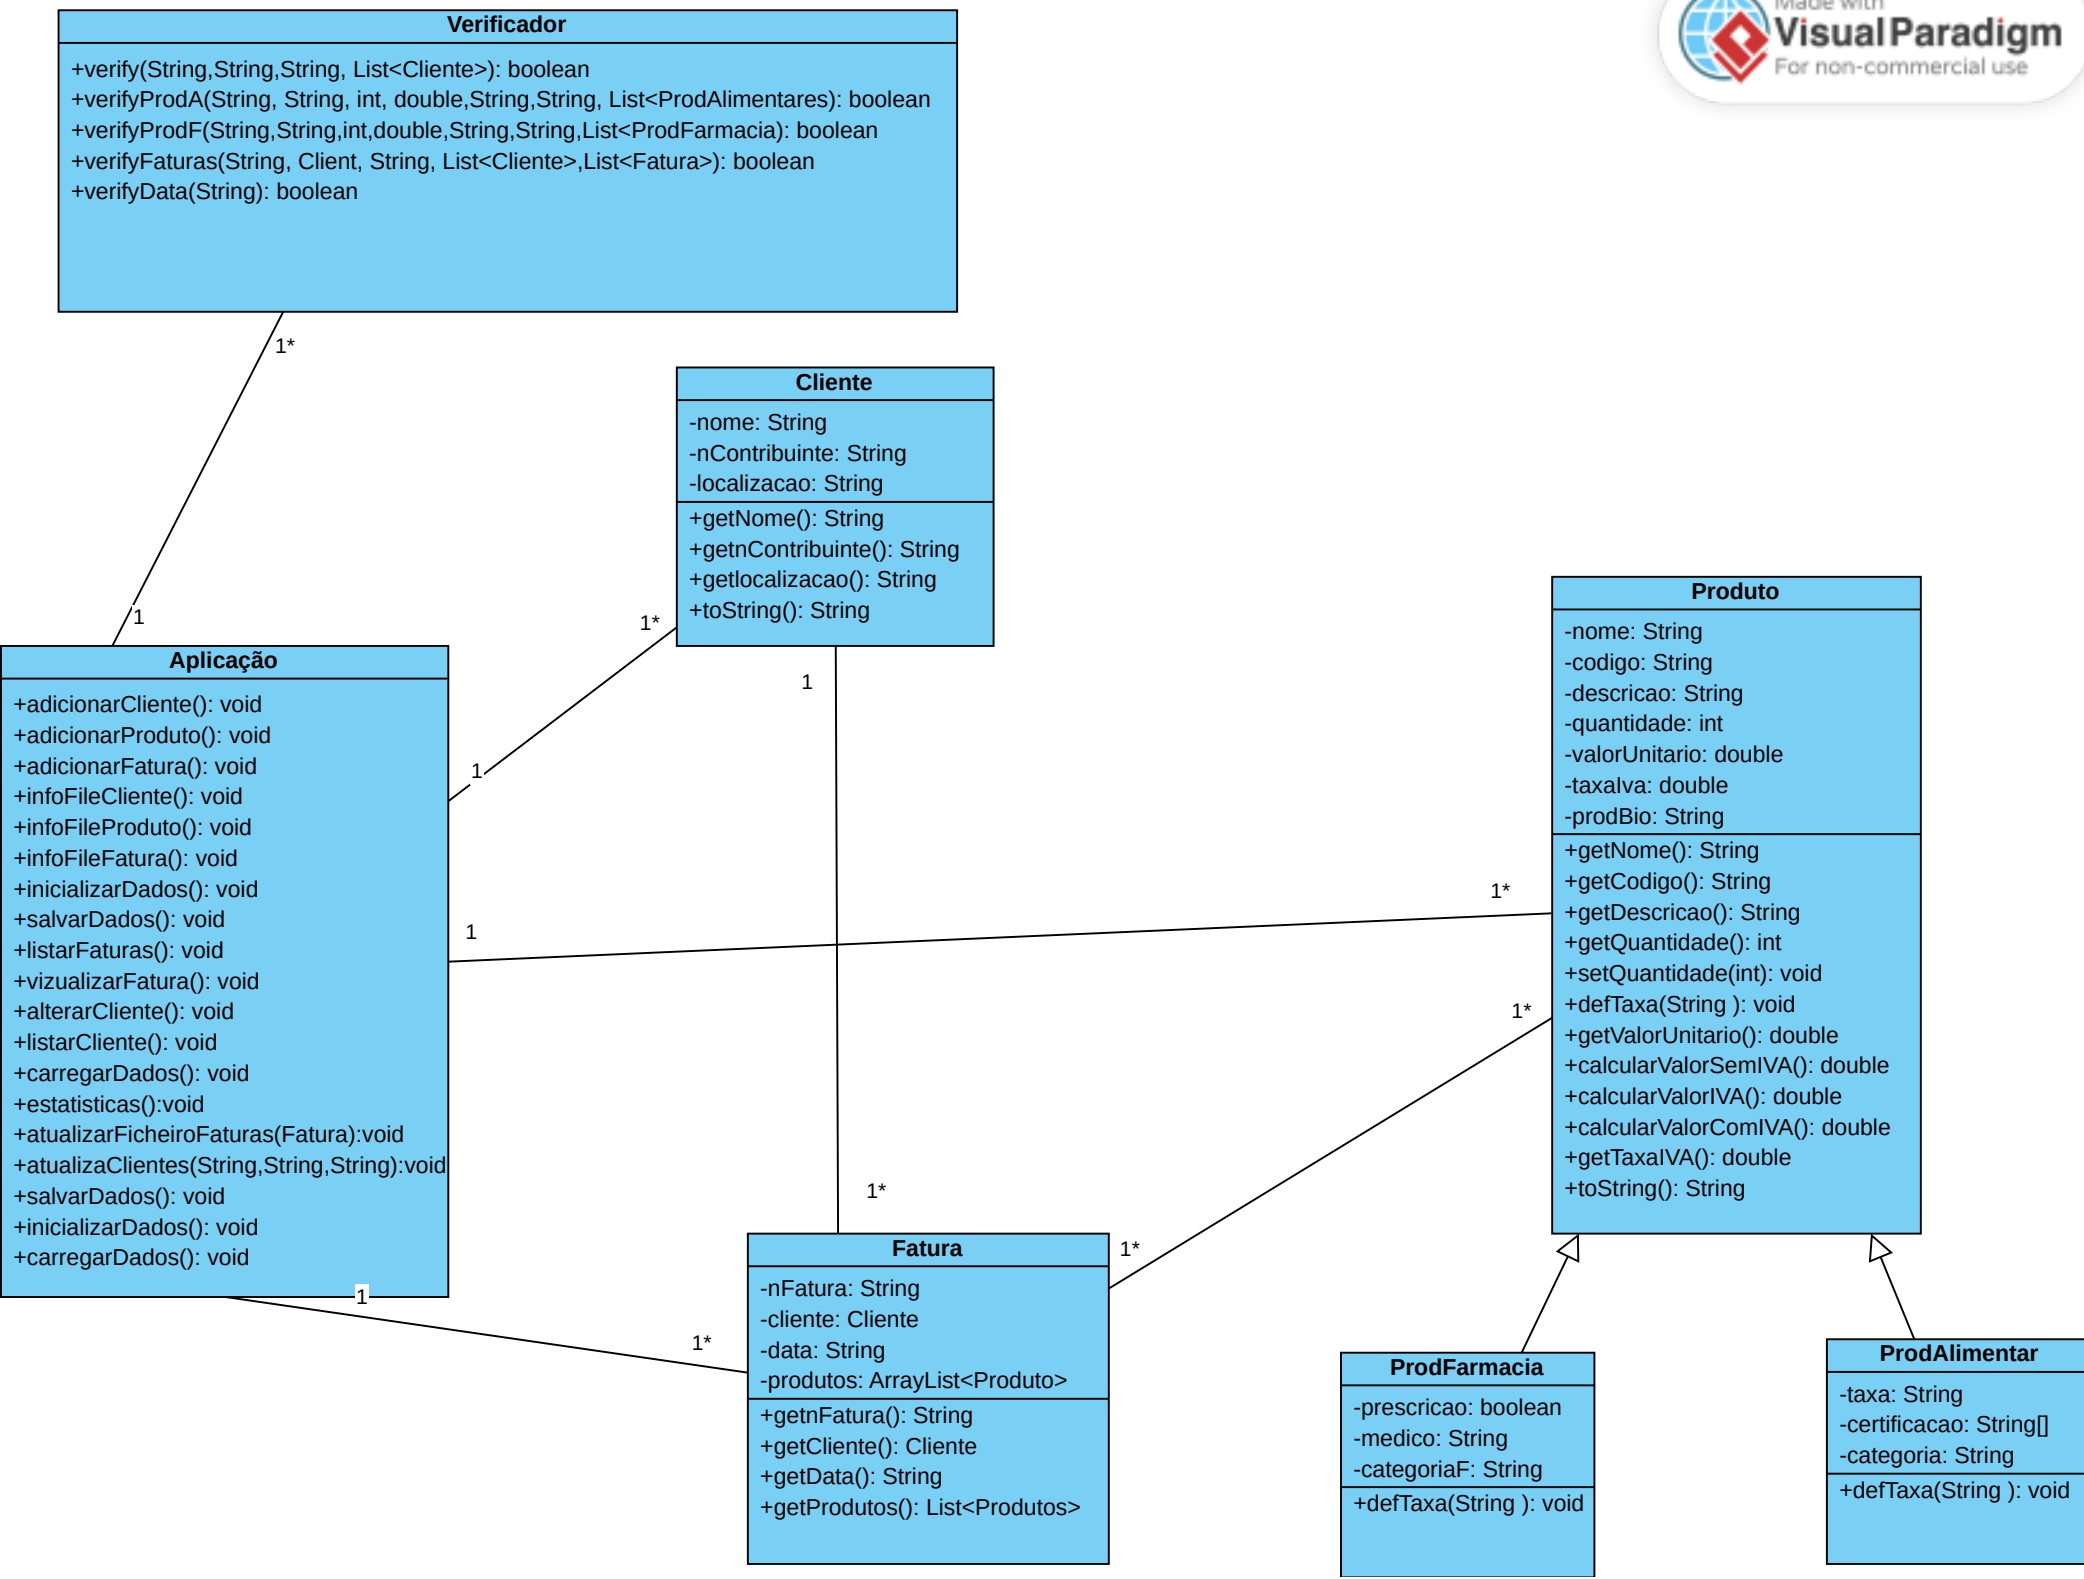 Made with
Visual Paradigm
For non-commercial use
Verificador
+verify(String,String,String, List<Cliente>): boolean
+verifyProdA(String, String, int, double,String,String, List<ProdAlimentares): boolean
+verifyProdF(String,String,int,double,String,String,List<ProdFarmacia): boolean
+verifyFaturas(String, Client, String, List<Cliente>,List<Fatura>): boolean
+verifyData(String): boolean
1*
1
Cliente
-nome: String
-nContribuinte: String
-localizacao: String
+getNome(): String
+getnContribuinte(): String
+getlocalizacao(): String
+toString(): String
1*
1
1
1*
Aplicação
+adicionarCliente(): void
+adicionarProduto(): void
+adicionarFatura(): void
+infoFileCliente(): void
+infoFileProduto(): void
+infoFileFatura(): void
+inicializarDados(): void
+salvarDados(): void
+listarFaturas(): void
+vizualizarFatura(): void
+alterarCliente(): void
+listarCliente(): void
+carregarDados(): void
+estatisticas():void
+atualizarFicheiroFaturas(Fatura):void
+atualizaClientes(String,String,String):void
+salvarDados(): void
+inicializarDados(): void
+carregarDados(): void
1
1*
1
1*
Produto
-nome: String
-codigo: String
-descricao: String
-quantidade: int
-valorUnitario: double
-taxaIva: double
-prodBio: String
+getNome(): String
+getCodigo(): String
+getDescricao(): String
+getQuantidade(): int
+setQuantidade(int): void
+defTaxa(String ): void
+getValorUnitario(): double
+calcularValorSemIVA(): double
+calcularValorIVA(): double
+calcularValorComIVA(): double
+getTaxaIVA(): double
+toString(): String
1*
1*
Fatura
-nFatura: String
-cliente: Cliente
-data: String
-produtos: ArrayList<Produto>
+getnFatura(): String
+getCliente(): Cliente
+getData(): String
+getProdutos(): List<Produtos>
ProdFarmacia
-prescricao: boolean
-medico: String
-categoriaF: String
+defTaxa(String ): void
ProdAlimentar
-taxa: String
-certificacao: String[]
-categoria: String
+defTaxa(String ): void